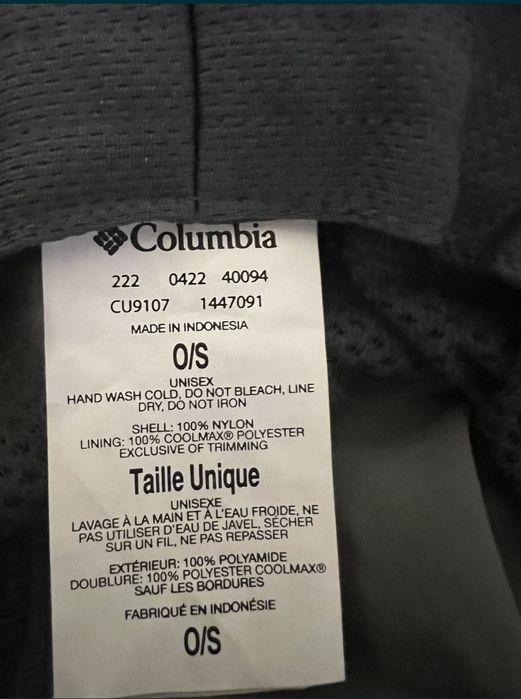 Columbia
222 0422 40094
CU9107 1447091
MADE IN INDONESIA
O/S
UNISEX
HAND WASH COLD, DO NOT BLEACH, LINE
DRY, DO NOT IRON
SHELL: 100% NYLON
LINING: 100% COOLMAX® POLYESTER
EXCLUSIVE OF TRIMMING
Taille Unique
UNISEXE
LAVAGE À LA MAIN ET À L'EAU FROIDE, NE
PAS UTILISER D'EAU DE JAVEL, SÉCHER
SUR UN FIL, NE PAS REPASSER
EXTÉRIEUR: 100% POLYAMIDE
DOUBLURE: 100% POLYESTER COOLMAX®
SAUF LES BORDURES
FABRIQUÉ EN INDONÉSIE
O/S